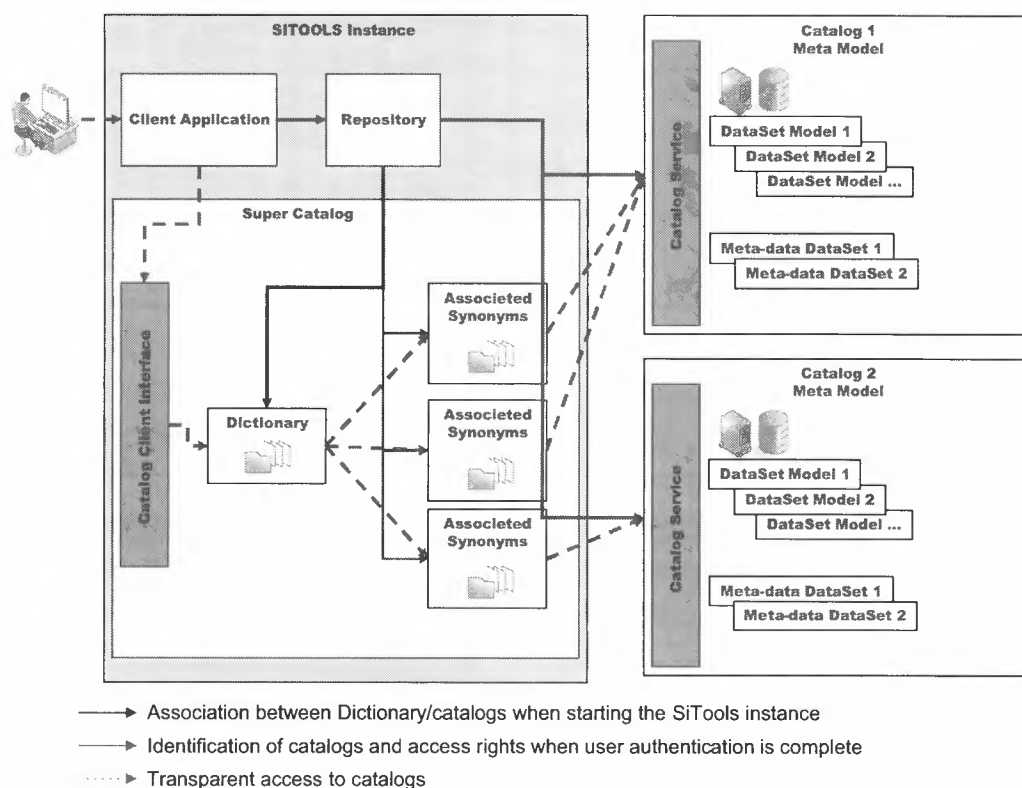 SITOOLS Instance
Client Application
Repository
Super Catalog
Catalog Client Interface
Dictionary
Associeted
Synonyms
Associeted
Synonyms
Associeted
Synonyms
Catalog 1
Meta Model
Catalog Service
DataSet Model 1
DataSet Model 2
DataSet Model ...
Meta-data DataSet 1
Meta-data DataSet 2
Catalog 2
Meta Model
Catalog Service
DataSet Model 1
DataSet Model 2
DataSet Model ...
Meta-data DataSet 1
Meta-data DataSet 2
Association between Dictionary/catalogs when starting the SiTools instance
Identification of catalogs and access rights when user authentication is complete
Transparent access to catalogs